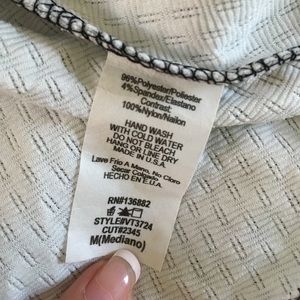 96%Polyester/Poliester
4%Spandex/Elastano
Contrast:
100%Nylon/Nailon
HAND WASH
WITH COLD WATER
DO NOT BLEACH
HANG OR LINE DRY
MADE IN U.S.A.
Lave Frio A Mano, No Cloro
Secar Colgarlo
HECHO EN E.U.A.
RN#136882
STYLE#VT3724
CUT#2345
M(Mediano)